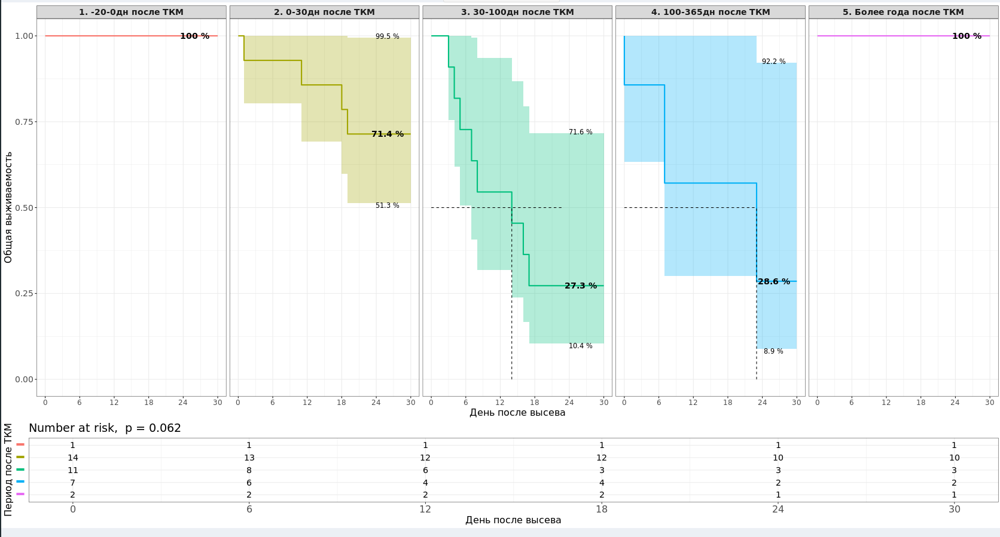 1. -20-0дн после ТКМ
2. 0-30дн после ТКМ
3. 30-100дн после ТКМ
4. 100-365дн после ТКМ
5. Более года после ТКМ
Общая выживаемость
1.00
0.75
0.50
0.25
0.00
100 %
99.5 %
71.4 %
51.3 %
71.6 %
27.3 %
10.4 %
92.2 %
28.6 %
8.9 %
100 %
0 6 12 18 24 30
0 6 12 18 24 30
0 6 12 18 24 30
0 6 12 18 24 30
0 6 12 18 24 30
День после высева
Number at risk, p = 0.062
Период после ТКМ
1 1 1 1 1 1
14 13 12 12 10 10
11 8 6 3 3 3
7 6 4 4 2 2
2 2 2 2 1 1
0 6 12 18 24 30
День после высева